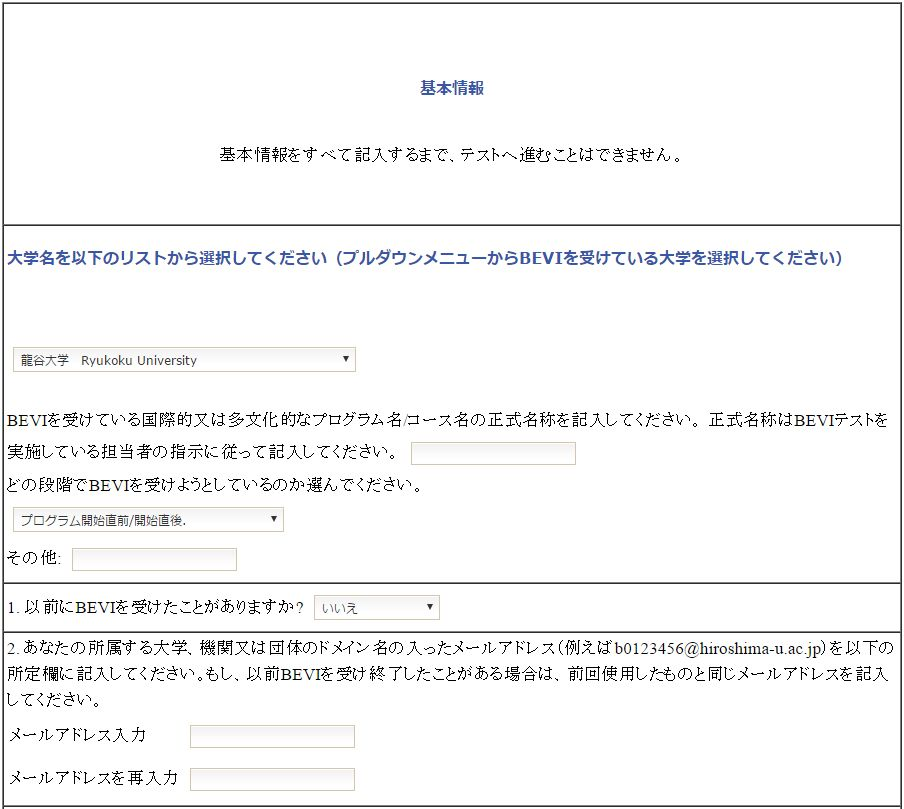 基本情報
基本情報をすべて記入するまで、テストへ進むことはできません。
大学名を以下のリストから選択してください（プルダウンメニューからBEVIを受けている大学を選択してください）
龍谷大学　Ryukoku University
BEVIを受けている国際的又は多文化的なプログラム名/コース名の正式名称を記入してください。 正式名称はBEVIテストを
実施している担当者の指示に従って記入してください。
どの段階でBEVIを受けようとしているのか選んでください。
プログラム開始直前/開始直後.
その他:
1. 以前にBEVIを受けたことがありますか? いいえ
2. あなたの所属する大学、機関又は団体のドメイン名の入ったメールアドレス（例えばb0123456@hiroshima-u.ac.jp）を以下の
所定欄に記入してください。もし、以前BEVIを受け終了したことがある場合は、前回使用したものと同じメールアドレスを記入
してください。
メールアドレス入力
メールアドレスを再入力